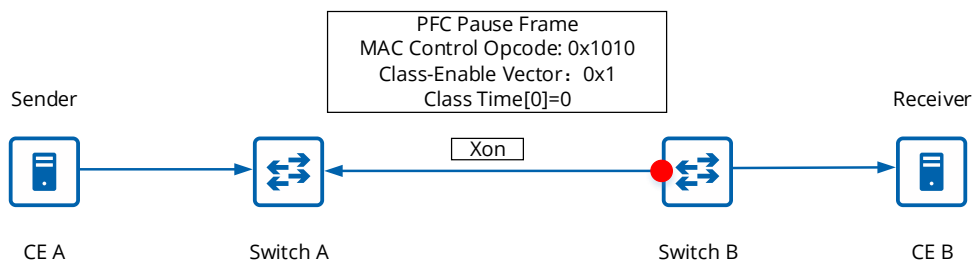 PFC Pause Frame
MAC Control Opcode: 0x1010
Class-Enable Vector：0x1
Class Time[0]=0
Sender
Receiver
Xon
CE A
Switch A
Switch B
CE B